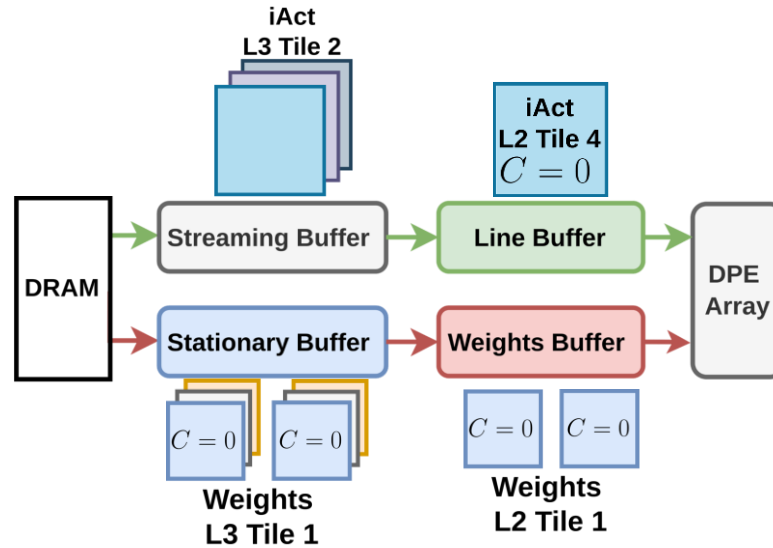 iAct
L3 Tile 2
iAct
L2 Tile 4
C = 0
DRAM
Streaming Buffer
Line Buffer
DPE
Array
Stationary Buffer
Weights Buffer
C = 0
C = 0
C = 0
C = 0
Weights
L3 Tile 1
Weights
L2 Tile 1